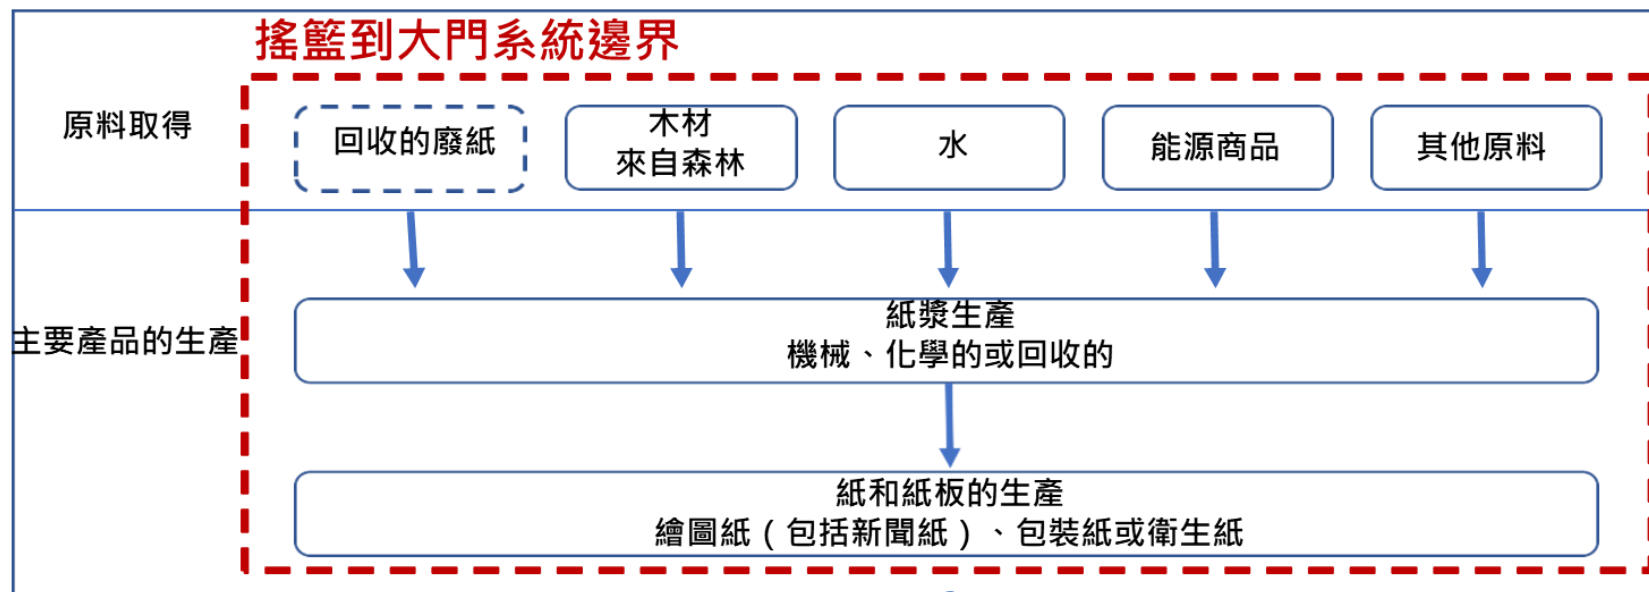 搖籃到大門系統邊界
原料取得
回收的廢紙
木材
來自森林
水
能源商品
其他原料
主要產品的生產
紙漿生產
機械、化學的或回收的
紙和紙板的生產
繪圖紙（包括新聞紙）、包裝紙或衛生紙